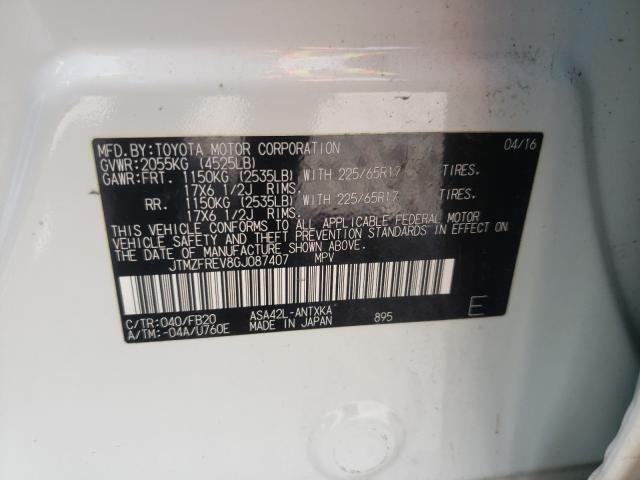 MFD. BY: TOYOTA MOTOR CORPORATION 04/16
GVWR: 2055KG (4525LB)
GAWR: FRT. 1150KG (2535LB) WITH 225/65R17 TIRES.
17X6 1/2J RIMS.
RR. 1150KG (2535LB) WITH 225/65R17 TIRES.
17X6 1/2J RIMS.
THIS VEHICLE CONFORMS TO ALL APPLICABLE FEDERAL MOTOR
VEHICLE SAFETY AND THEFT PREVENTION STANDARDS IN EFFECT ON
THE DATE OF MANUFACTURE SHOWN ABOVE.
JTMZFREV8GJ087407 MPV
C/TR: 040/FB20 ASA42L-ANTXKA
A/TM: -04A/U760E MADE IN JAPAN 895 E